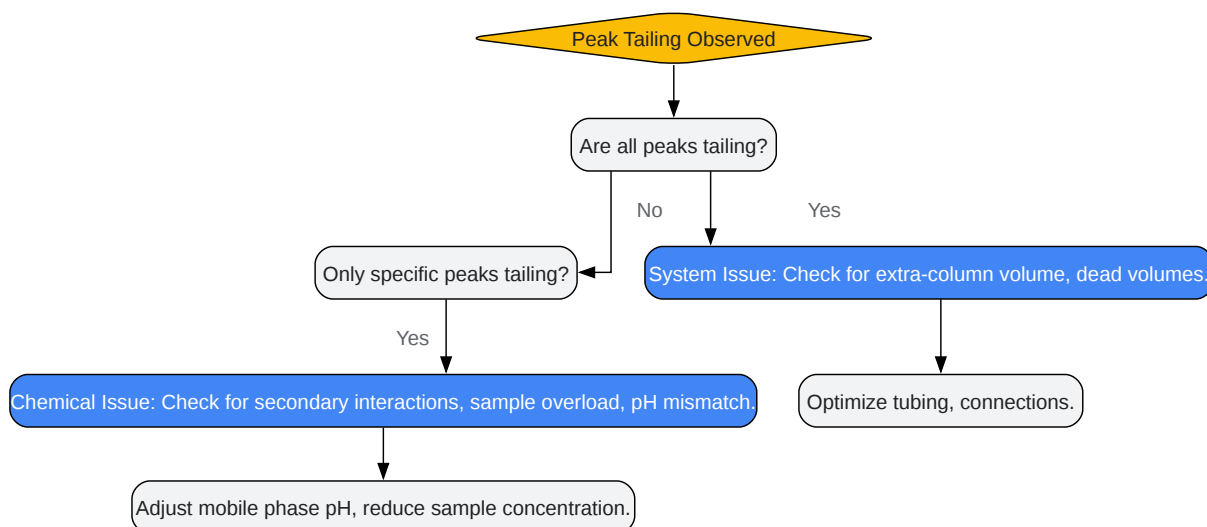 Peak Tailing Observed
Are all peaks tailing?
No
Yes
Only specific peaks tailing?
System Issue: Check for extra-column volume, dead volumes.
Yes
Chemical Issue: Check for secondary interactions, sample overload, pH mismatch.
Optimize tubing, connections.
Adjust mobile phase pH, reduce sample concentration.